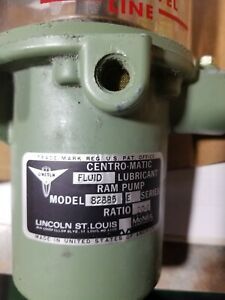 LINE
TRADE MARK REG. U.S. PAT. OFFICE
LINCOLN
CENTRO-MATIC
FLUID LUBRICANT
RAM PUMP
MODEL 82885 E SERIES
RATIO
LINCOLN ST. LOUIS
MADE IN UNITED STATES OF